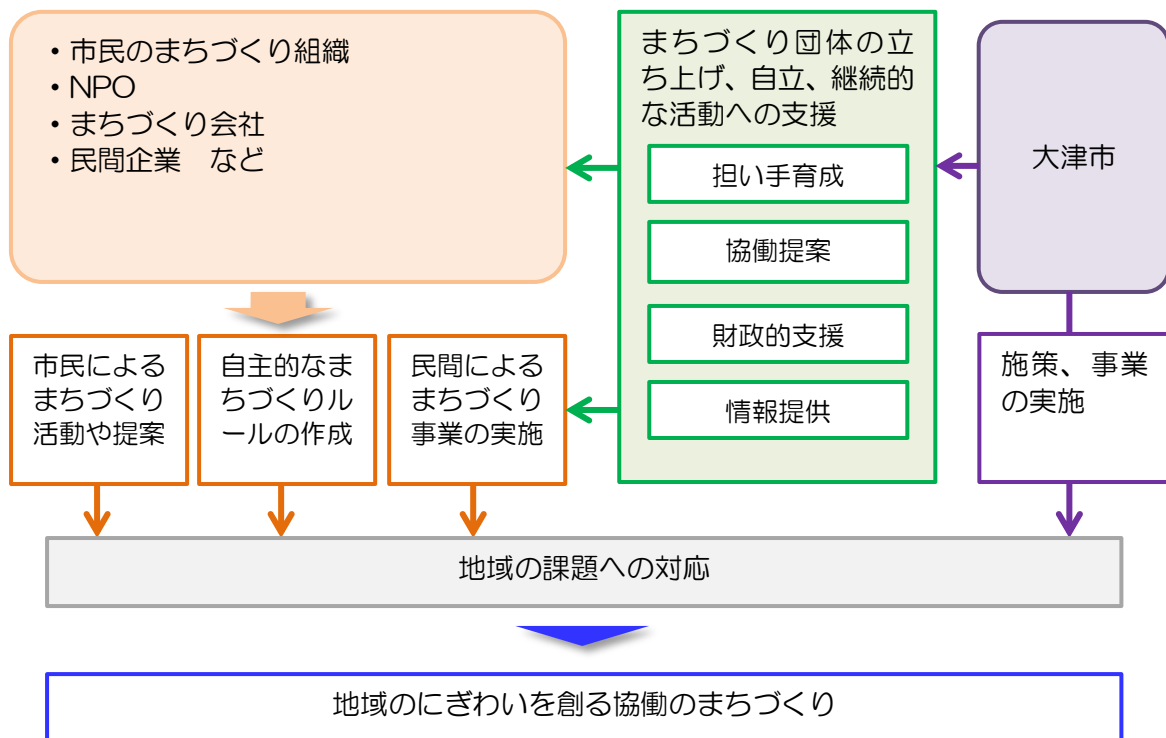 ・市民のまちづくり組織
・NPO
・まちづくり会社
・民間企業　など
まちづくり団体の立
ち上げ、自立、継続的
な活動への支援
担い手育成
協働提案
財政的支援
情報提供
大津市
市民による
まちづくり
活動や提案
自主的なま
ちづくりル
ールの作成
民間による
まちづくり
事業の実施
施策、事業
の実施
地域の課題への対応
地域のにぎわいを創る協働のまちづくり